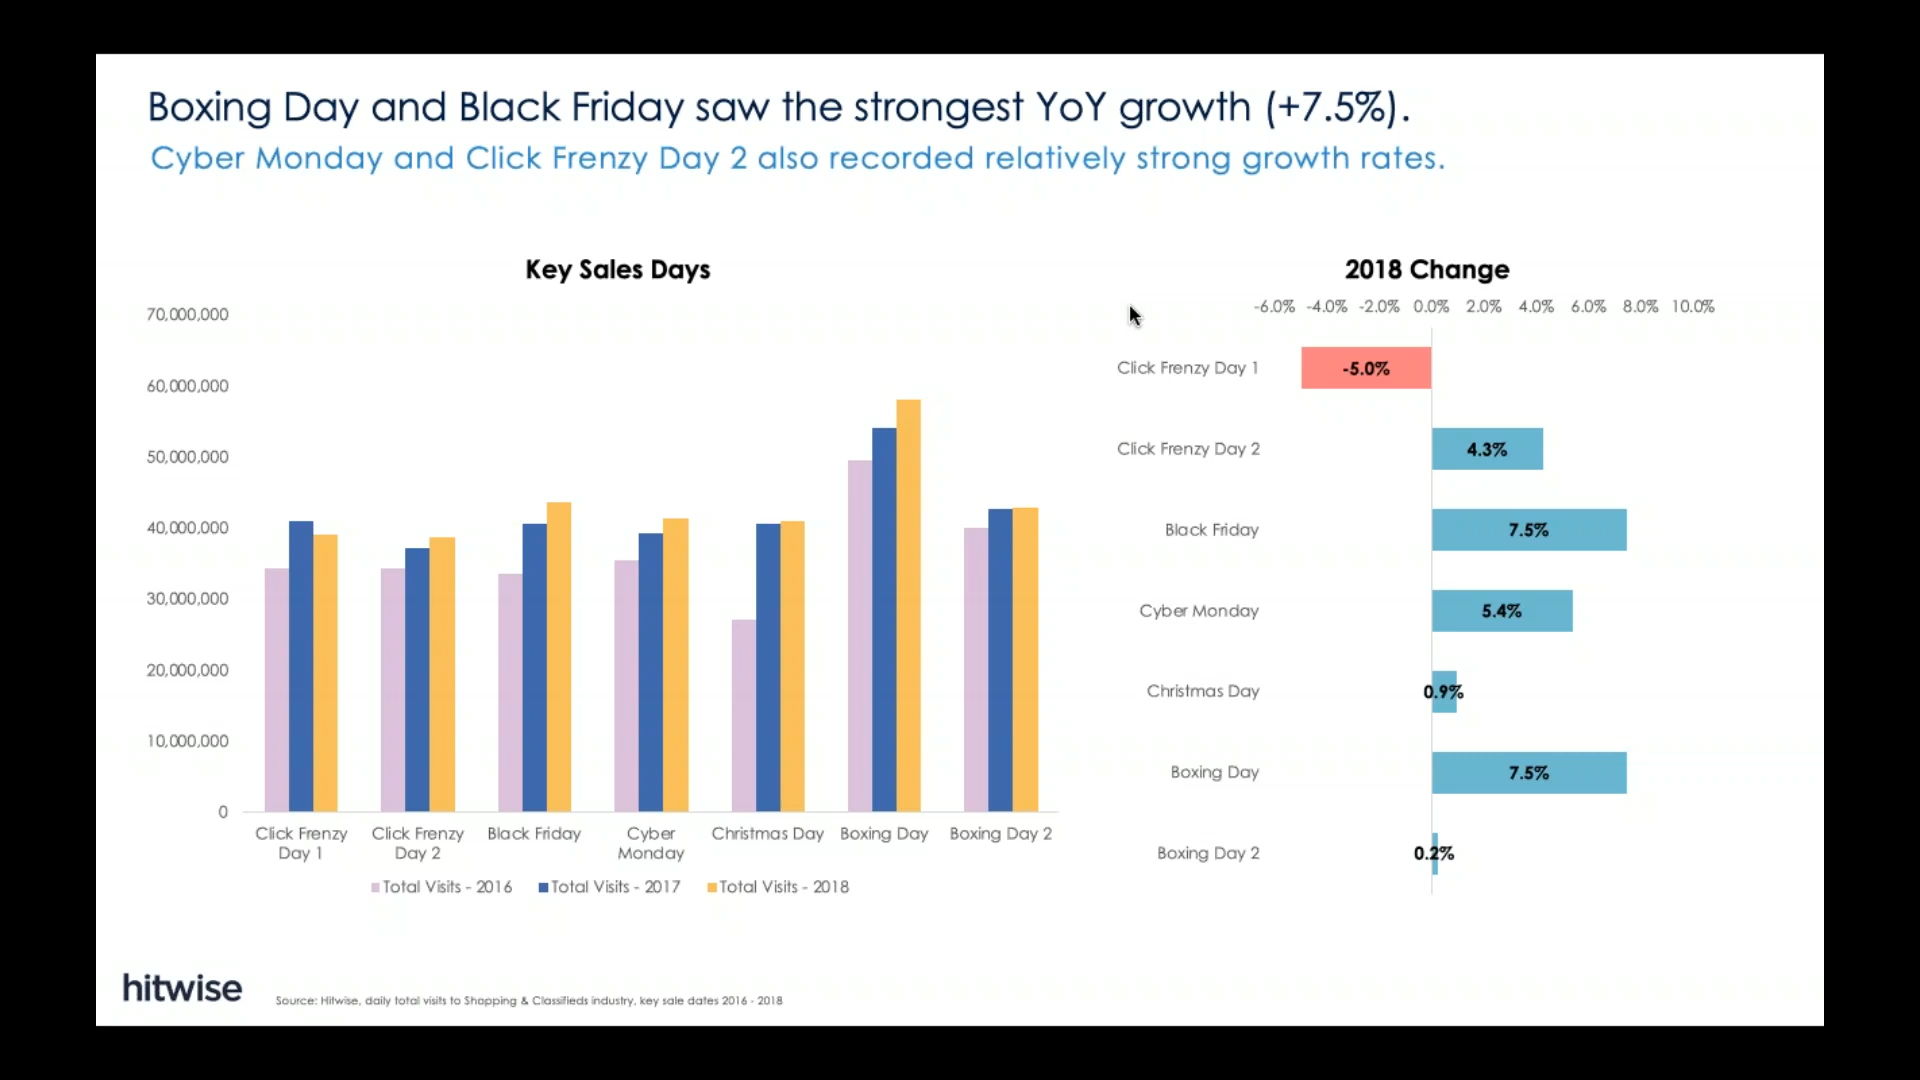 Boxing Day and Black Friday saw the strongest YoY growth (+7.5%).
Cyber Monday and Click Frenzy Day 2 also recorded relatively strong growth rates.
Key Sales Days
70,000,000
60,000,000
50,000,000
40,000,000
30,000,000
20,000,000
10,000,000
0
Click Frenzy
Day 1
Click Frenzy
Day 2
Black Friday
Cyber
Monday
Christmas Day
Boxing Day
Boxing Day 2
Total Visits - 2016
Total Visits - 2017
Total Visits - 2018
2018 Change
-6.0% -4.0% -2.0% 0.0% 2.0% 4.0% 6.0% 8.0% 10.0%
Click Frenzy Day 1 -5.0%
Click Frenzy Day 2 4.3%
Black Friday 7.5%
Cyber Monday 5.4%
Christmas Day 0.9%
Boxing Day 7.5%
Boxing Day 2 0.2%
hitwise
Source: Hitwise, daily total visits to Shopping & Classifieds industry, key sale dates 2016 - 2018